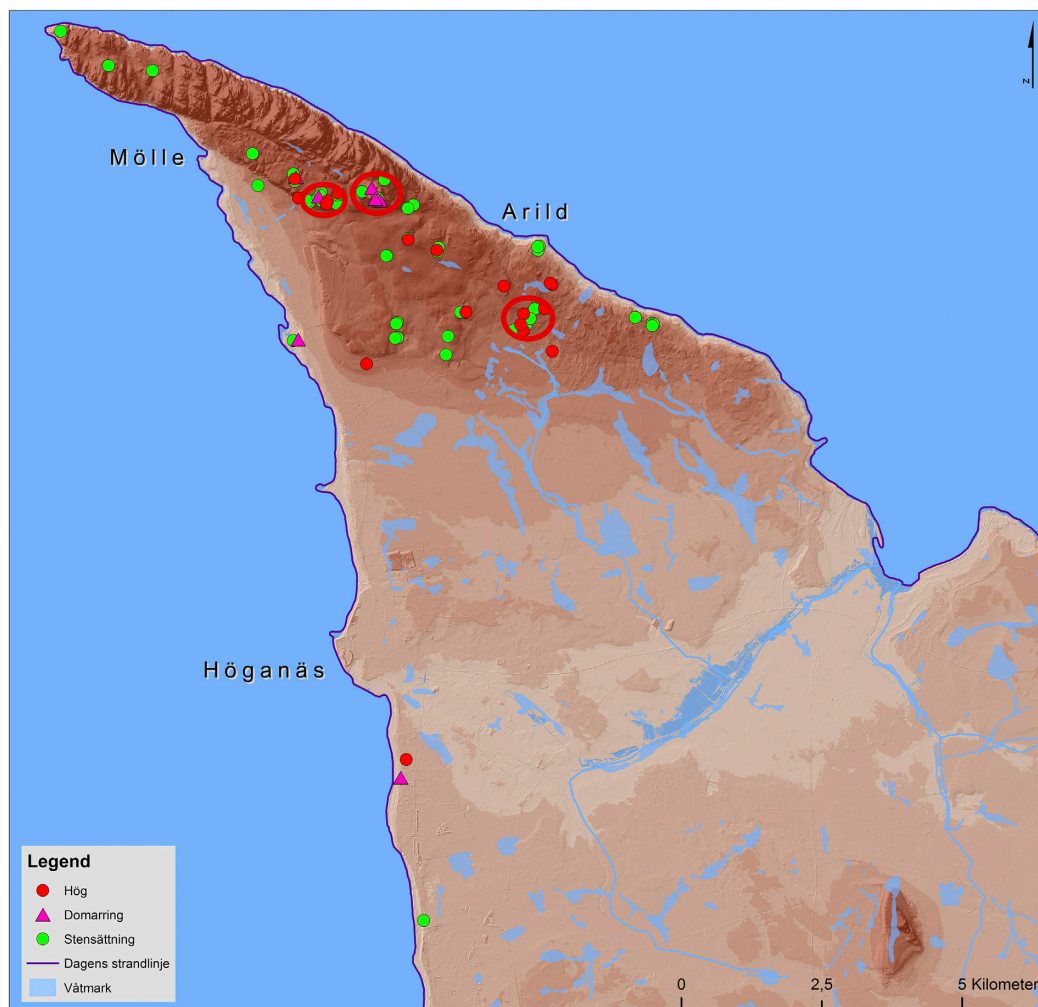 N
Mölle
Arild
Höganäs
Legend
Hög
Domarring
Stensättning
Dagens strandlinje
Våtmark
0 2,5 5 Kilometer